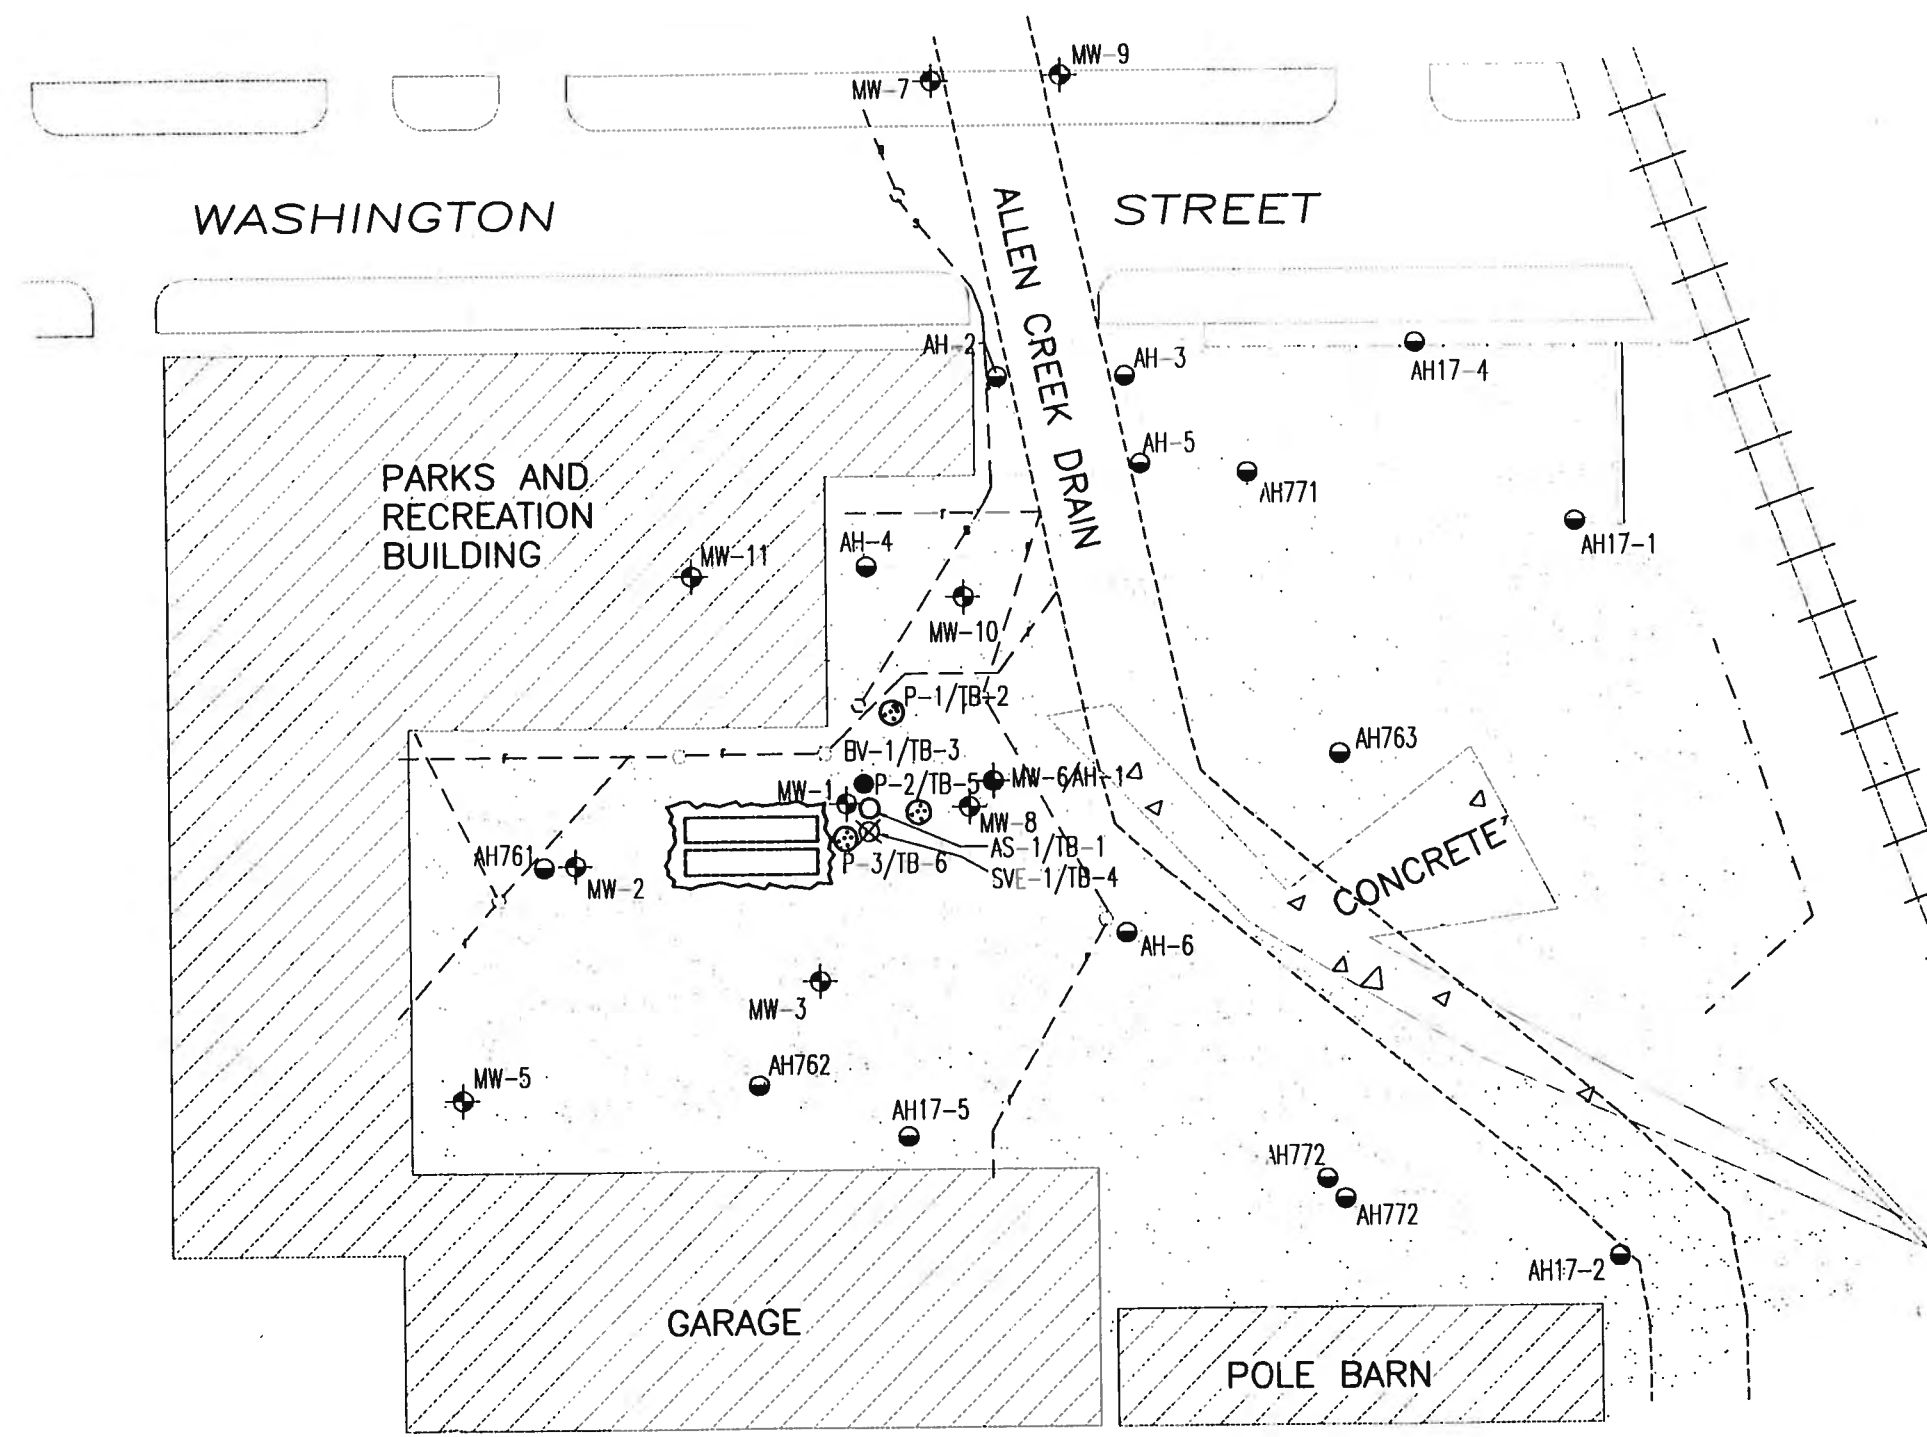 MW-9
MW-7
WASHINGTON STREET
ALLEN CREEK DRAIN
AH-2
AH-3
AH17-4
AH-5
AH771
AH17-1
PARKS AND
RECREATION
BUILDING
MW-11
AH-4
MW-10
P-1/TB-2
BV-1/TB-3
AH763
MW-1
P-2/TB-5
MW-6/AH-1
MW-8
AS-1/TB-1
SVE-1/TB-4
P-3/TB-6
AH761
MW-2
CONCRETE
AH-6
MW-3
AH762
MW-5
AH17-5
AH772
AH772
AH17-2
GARAGE
POLE BARN